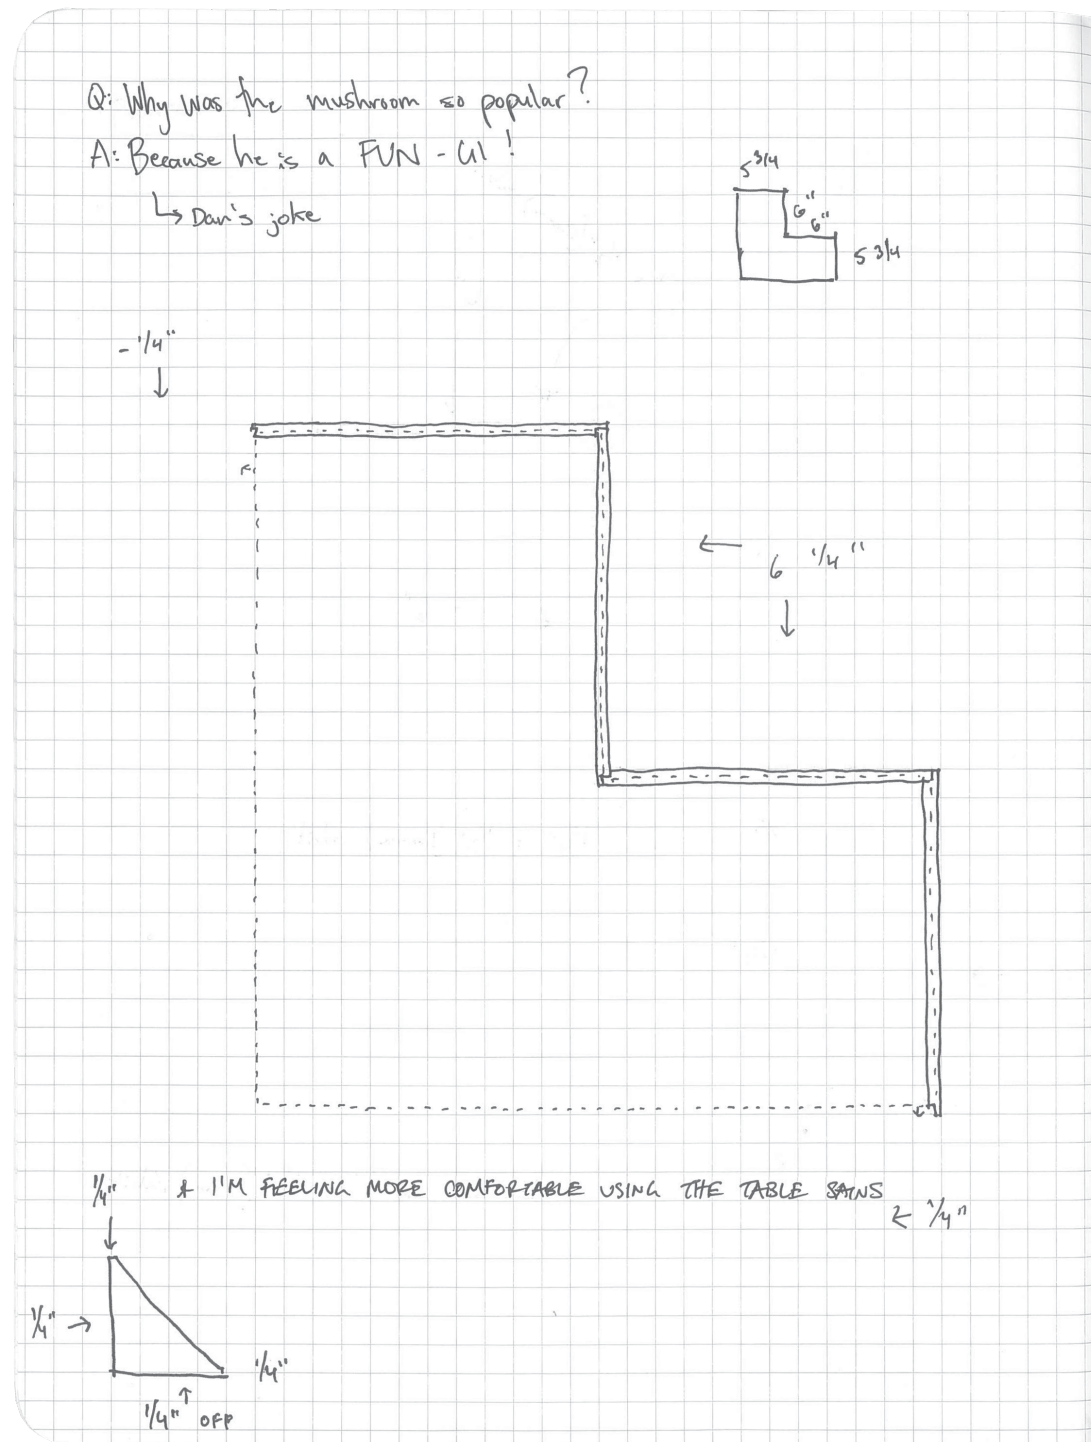 Q: Why was the mushroom so popular?
A: Because he is a FUN-GI!
↳ Dan's joke
5 3/4
6"
6"
5 3/4
- 1/4"
↓
← 6 1/4"
↓
1/4" & I'M FEELING MORE COMFORTABLE USING THE TABLE SAWS
← 1/4"
↓
1/4" →
1/4"
1/4" ↑ OFF